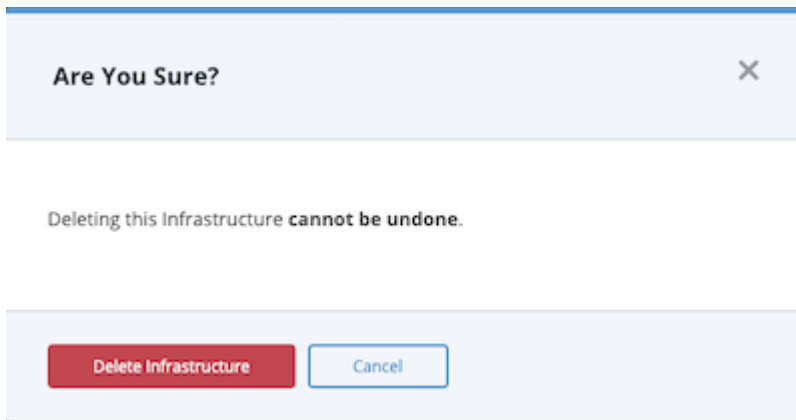 Are You Sure?
Deleting this Infrastructure cannot be undone.
Delete Infrastructure
Cancel